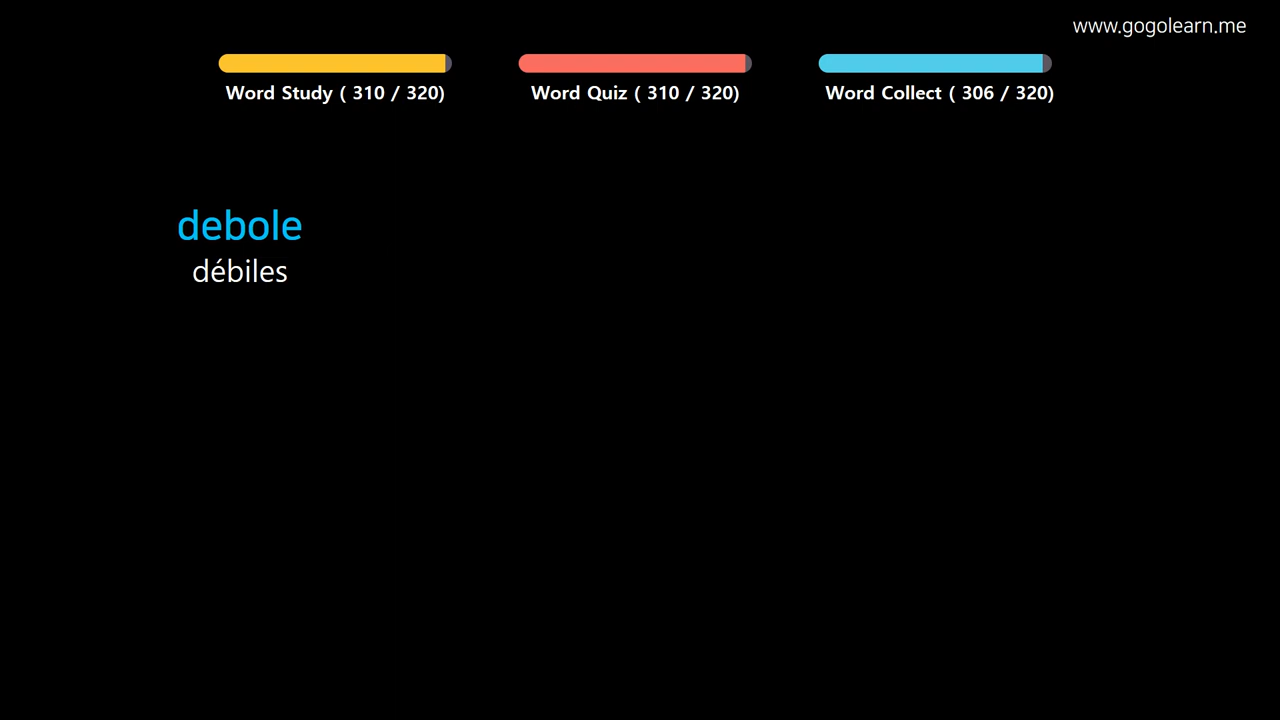 www.gogolearn.me
Word Study ( 310 / 320)
Word Quiz ( 310 / 320)
Word Collect ( 306 / 320)
debole
débiles